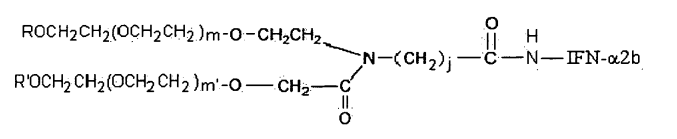 O H
ROCH2CH2(OCH2CH2)m-O-CH2CH2
N-(CH2)j-C-N-IFN-α2b
R'OCH2CH2(OCH2CH2)m'-O-CH2-C
O